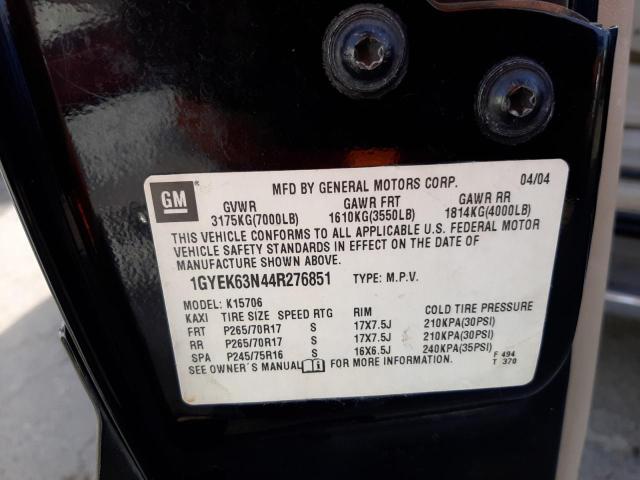 MFD BY GENERAL MOTORS CORP. 04/04
GM
GVWR GAWR FRT GAWR RR
3175KG(7000LB) 1610KG(3550LB) 1814KG(4000LB)
THIS VEHICLE CONFORMS TO ALL APPLICABLE U.S. FEDERAL MOTOR
VEHICLE SAFETY STANDARDS IN EFFECT ON THE DATE OF
MANUFACTURE SHOWN ABOVE.
1GYEK63N44R276851 TYPE: M.P.V.
MODEL: K15706
KAXI TIRE SIZE SPEED RTG RIM COLD TIRE PRESSURE
FRT P265/70R17 S 17X7.5J 210KPA(30PSI)
RR P265/70R17 S 17X7.5J 210KPA(30PSI)
SPA P245/75R16 S 16X6.5J 240KPA(35PSI)
SEE OWNER'S MANUAL FOR MORE INFORMATION. F 494
T 370